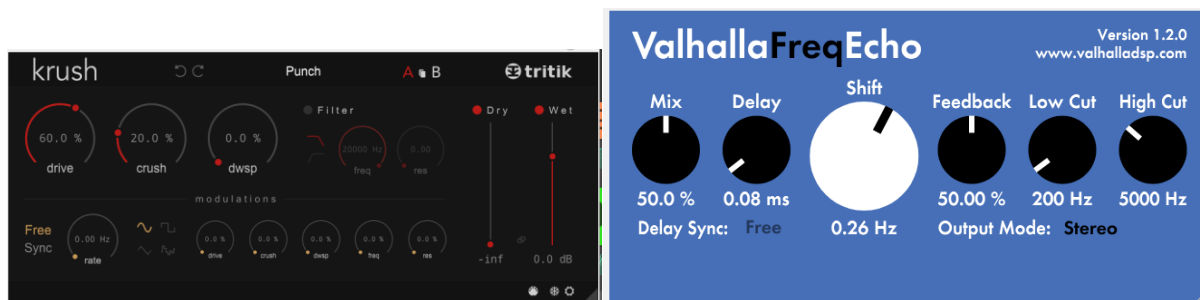 krush
Punch
A B
tritik
60.0 %
20.0 %
0.0 %
drive
crush
dwsp
Filter
20000 Hz
0.00
freq
res
Dry
Wet
modulations
Free
Sync
0.00 Hz
rate
0.0 %
0.0 %
0.0 %
0.0 %
0.0 %
drive
crush
dwsp
freq
res
-inf
0.0 dB
ValhallaFreqEcho
Version 1.2.0
www.valhalladsp.com
Mix
Delay
Shift
Feedback
Low Cut
High Cut
50.0 %
0.08 ms
0.26 Hz
50.00 %
200 Hz
5000 Hz
Delay Sync: Free
Output Mode: Stereo